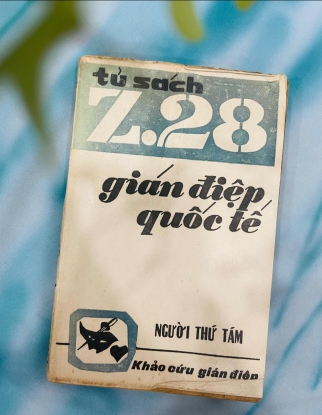 tủ sách
Z.28
gián điệp
quốc tế
NGƯỜI THỨ TÁM
Khảo cứu gián điệp